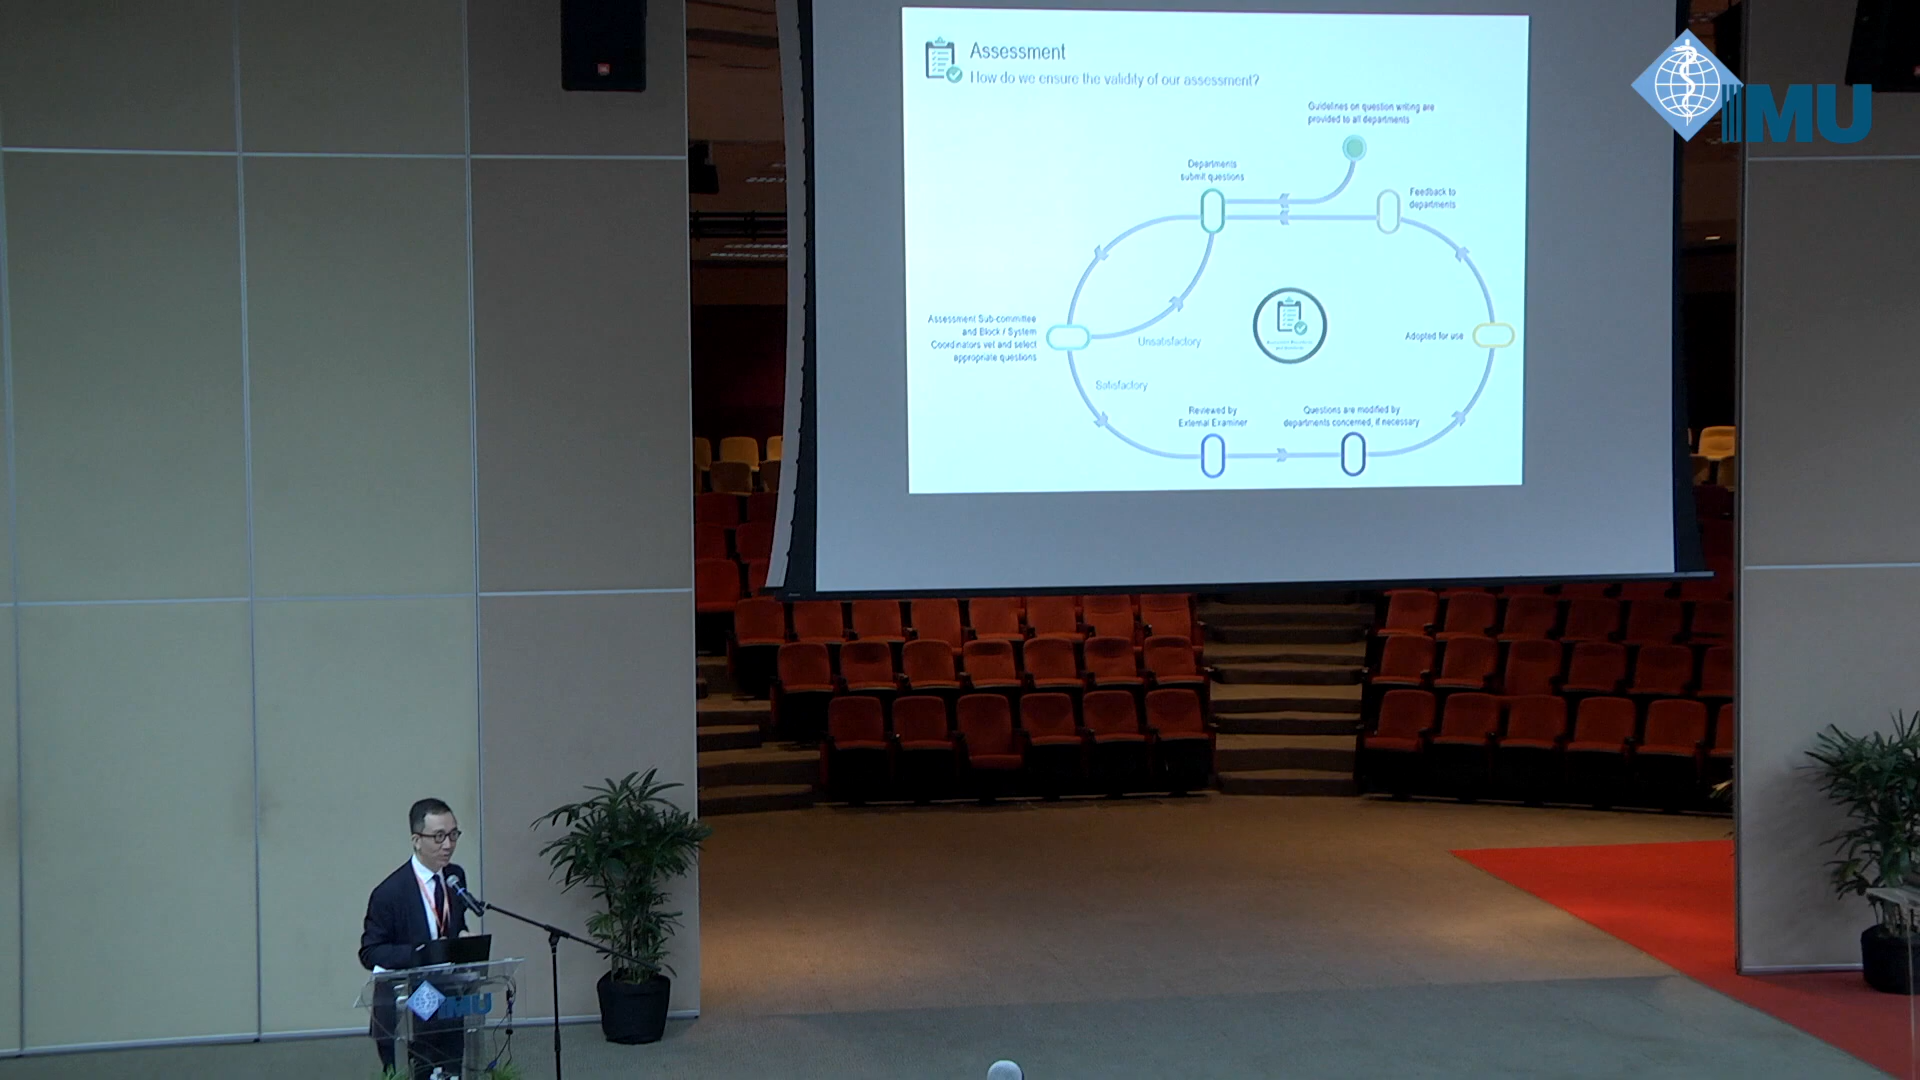 Assessment
How do we ensure the validity of our assessment?
Guidelines on question writing are
provided to all departments
Departments
submit questions
Feedback to
departments
Assessment Sub-committee
and Block / System
Coordinators vet and select
appropriate questions
Unsatisfactory
Adopted for use
Satisfactory
Reviewed by
External Examiner
Questions are modified by
departments concerned, if necessary
IMU
IMU